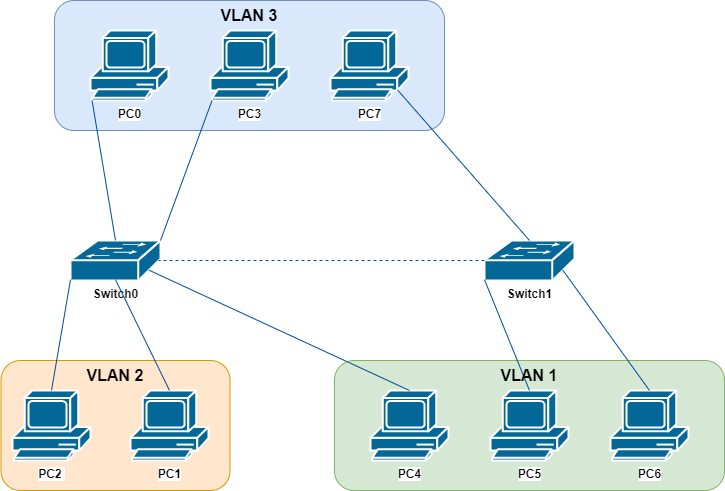 VLAN 3
PC0
PC3
PC7
Switch0
Switch1
VLAN 2
VLAN 1
PC2
PC1
PC4
PC5
PC6